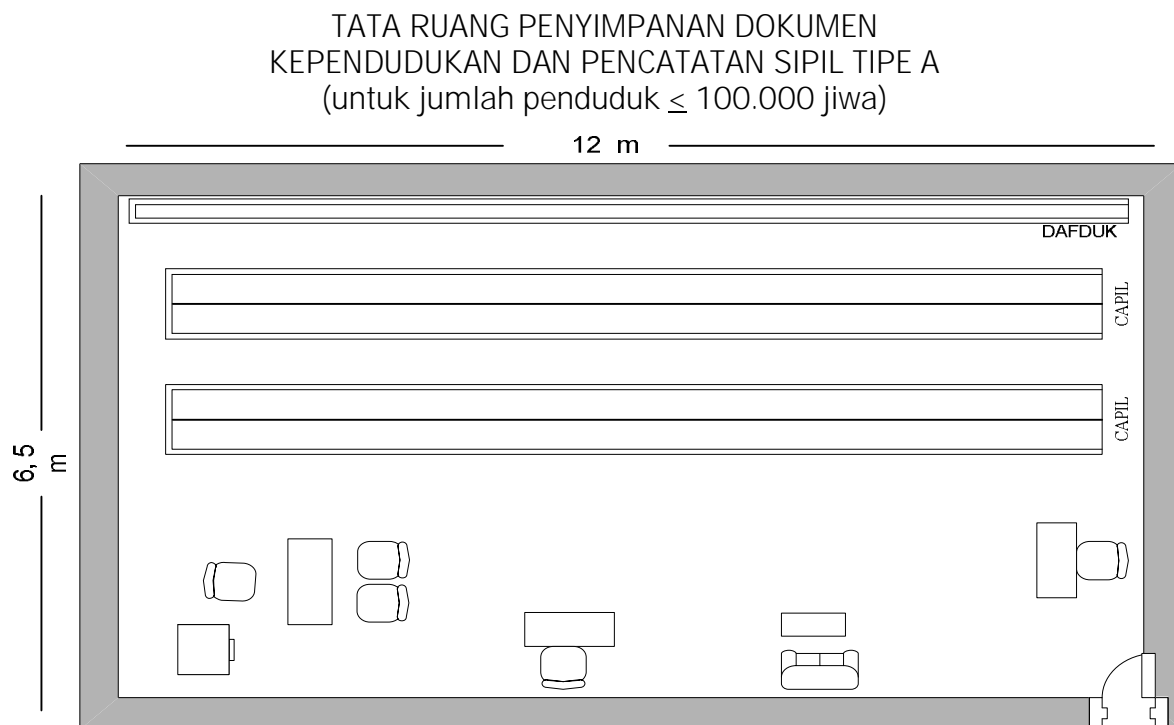 TATA RUANG PENYIMPANAN DOKUMEN
KEPENDUDUKAN DAN PENCATATAN SIPIL TIPE A
(untuk jumlah penduduk ≤ 100.000 jiwa)
12 m
DAFDUK
CAPIL
CAPIL
6,5
m